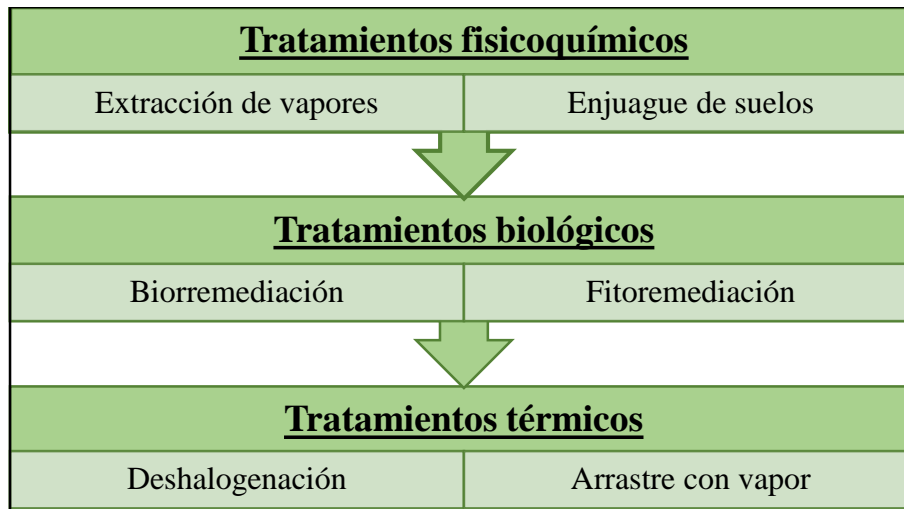 Tratamientos fisicoquímicos
Extracción de vapores
Enjuague de suelos
Tratamientos biológicos
Biorremediación
Fitoremediación
Tratamientos térmicos
Deshalogenación
Arrastre con vapor